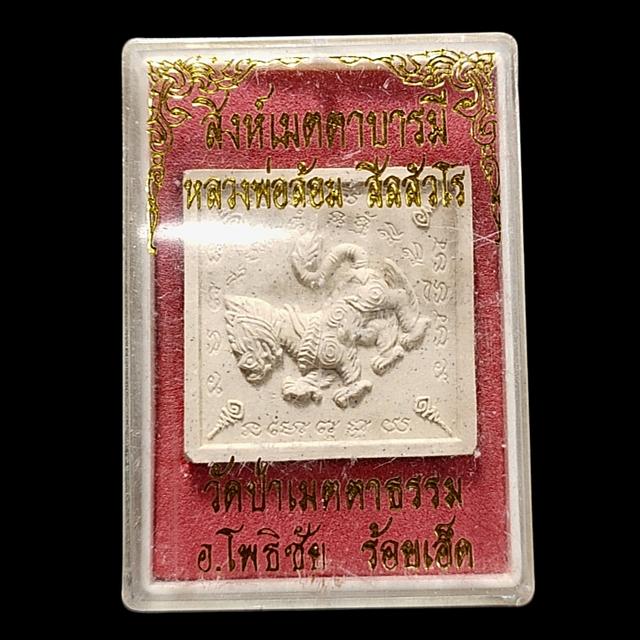 สิงห์เมตตาบารมี
หลวงพ่อล้อม สีลสํวโร
วัดป่าเมตตาธรรม
อ.โพธิชัย ร้อยเอ็ด